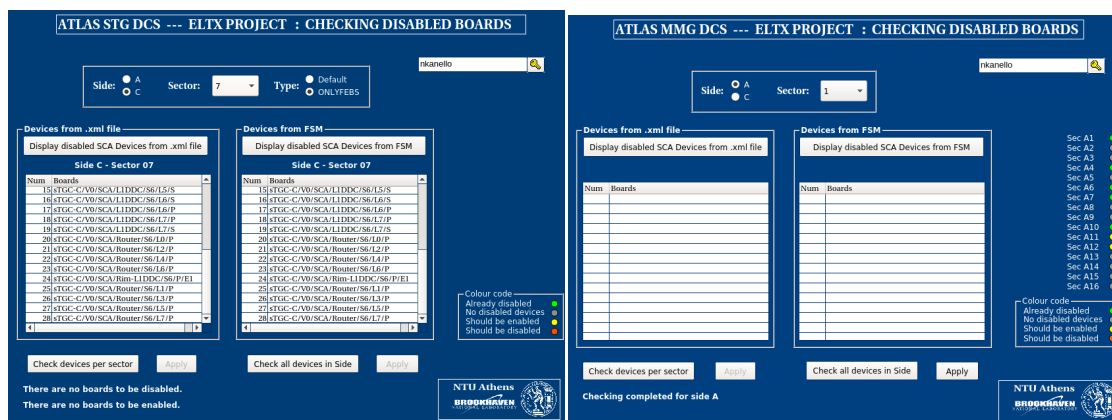 ATLAS STG DCS --- ELTX PROJECT : CHECKING DISABLED BOARDS
nkanello
Side: A C Sector: 7 Type: Default ONLYFEBS
Devices from .xml file
Display disabled SCA Devices from .xml file
Side C - Sector 07
Num Boards
15 sTGC-C/V0/SCA/L1DDC/S6/L5/S
16 sTGC-C/V0/SCA/L1DDC/S6/L6/S
17 sTGC-C/V0/SCA/L1DDC/S6/L6/P
18 sTGC-C/V0/SCA/L1DDC/S6/L7/P
19 sTGC-C/V0/SCA/L1DDC/S6/L7/S
20 sTGC-C/V0/SCA/Router/S6/L0/P
21 sTGC-C/V0/SCA/Router/S6/L2/P
22 sTGC-C/V0/SCA/Router/S6/L4/P
23 sTGC-C/V0/SCA/Router/S6/L6/P
24 sTGC-C/V0/SCA/Rim-L1DDC/S6/P/E1
25 sTGC-C/V0/SCA/Router/S6/L1/P
26 sTGC-C/V0/SCA/Router/S6/L3/P
27 sTGC-C/V0/SCA/Router/S6/L5/P
28 sTGC-C/V0/SCA/Router/S6/L7/P
Devices from FSM
Display disabled SCA Devices from FSM
Side C - Sector 07
Num Boards
15 sTGC-C/V0/SCA/L1DDC/S6/L5/S
16 sTGC-C/V0/SCA/L1DDC/S6/L6/S
17 sTGC-C/V0/SCA/L1DDC/S6/L6/P
18 sTGC-C/V0/SCA/L1DDC/S6/L7/P
19 sTGC-C/V0/SCA/L1DDC/S6/L7/S
20 sTGC-C/V0/SCA/Router/S6/L0/P
21 sTGC-C/V0/SCA/Router/S6/L2/P
22 sTGC-C/V0/SCA/Router/S6/L4/P
23 sTGC-C/V0/SCA/Router/S6/L6/P
24 sTGC-C/V0/SCA/Rim-L1DDC/S6/P/E1
25 sTGC-C/V0/SCA/Router/S6/L1/P
26 sTGC-C/V0/SCA/Router/S6/L3/P
27 sTGC-C/V0/SCA/Router/S6/L5/P
28 sTGC-C/V0/SCA/Router/S6/L7/P
Colour code
Already disabled
No disabled devices
Should be enabled
Should be disabled
Check devices per sector Apply
Check all devices in Side Apply
There are no boards to be disabled.
There are no boards to be enabled.
NTU Athens
BROOKHAVEN
NATIONAL LABORATORY
ATLAS MMG DCS --- ELTX PROJECT : CHECKING DISABLED BOARDS
nkanello
Side: A C Sector: 1
Devices from .xml file
Display disabled SCA Devices from .xml file
Num Boards
Devices from FSM
Display disabled SCA Devices from FSM
Num Boards
Sec A1
Sec A2
Sec A3
Sec A4
Sec A5
Sec A6
Sec A7
Sec A8
Sec A9
Sec A10
Sec A11
Sec A12
Sec A13
Sec A14
Sec A15
Sec A16
Colour code
Already disabled
No disabled devices
Should be enabled
Should be disabled
Check devices per sector Apply
Check all devices in Side Apply
Checking completed for side A
NTU Athens
BROOKHAVEN
NATIONAL LABORATORY